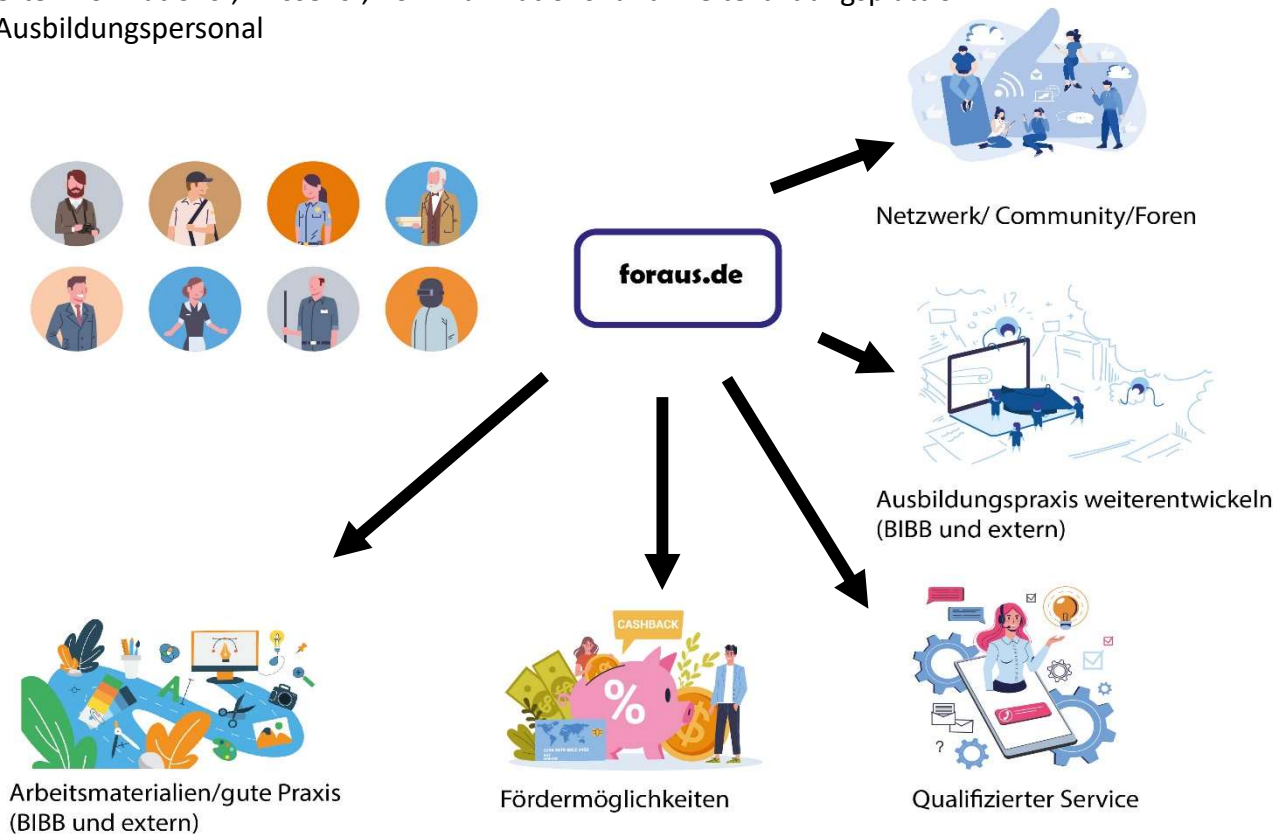 Ausbildungspersonal
Netzwerk/ Community/Foren
foraus.de
Ausbildungspraxis weiterentwickeln
(BIBB und extern)
CASHBACK
%
Arbeitsmaterialien/gute Praxis
(BIBB und extern)
Fördermöglichkeiten
?
Qualifizierter Service